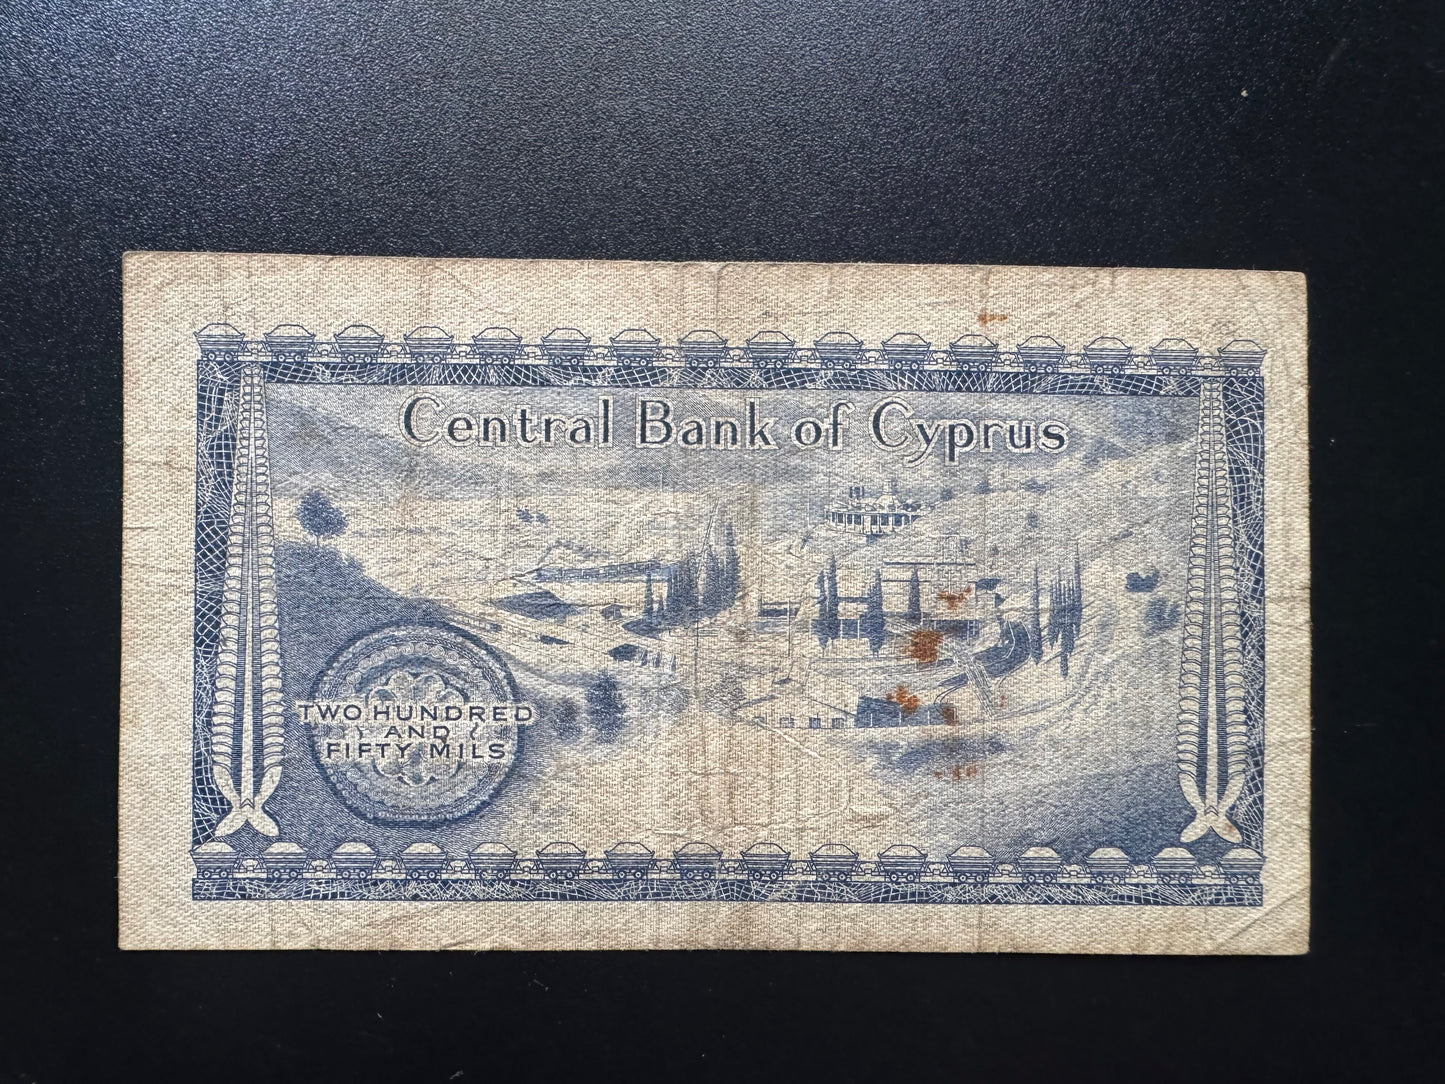 Central Bank of Cyprus
TWO HUNDRED
AND
FIFTY MILS